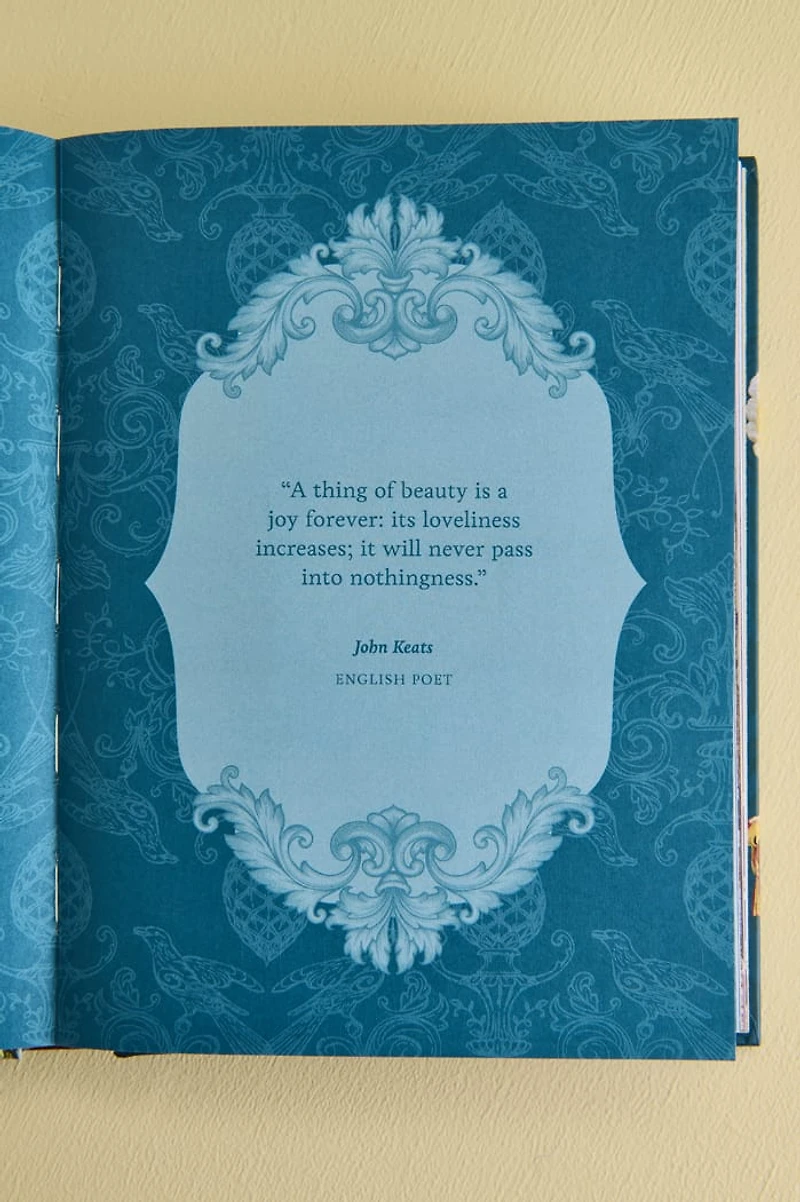 “A thing of beauty is a
joy forever: its loveliness
increases; it will never pass
into nothingness.”
John Keats
ENGLISH POET